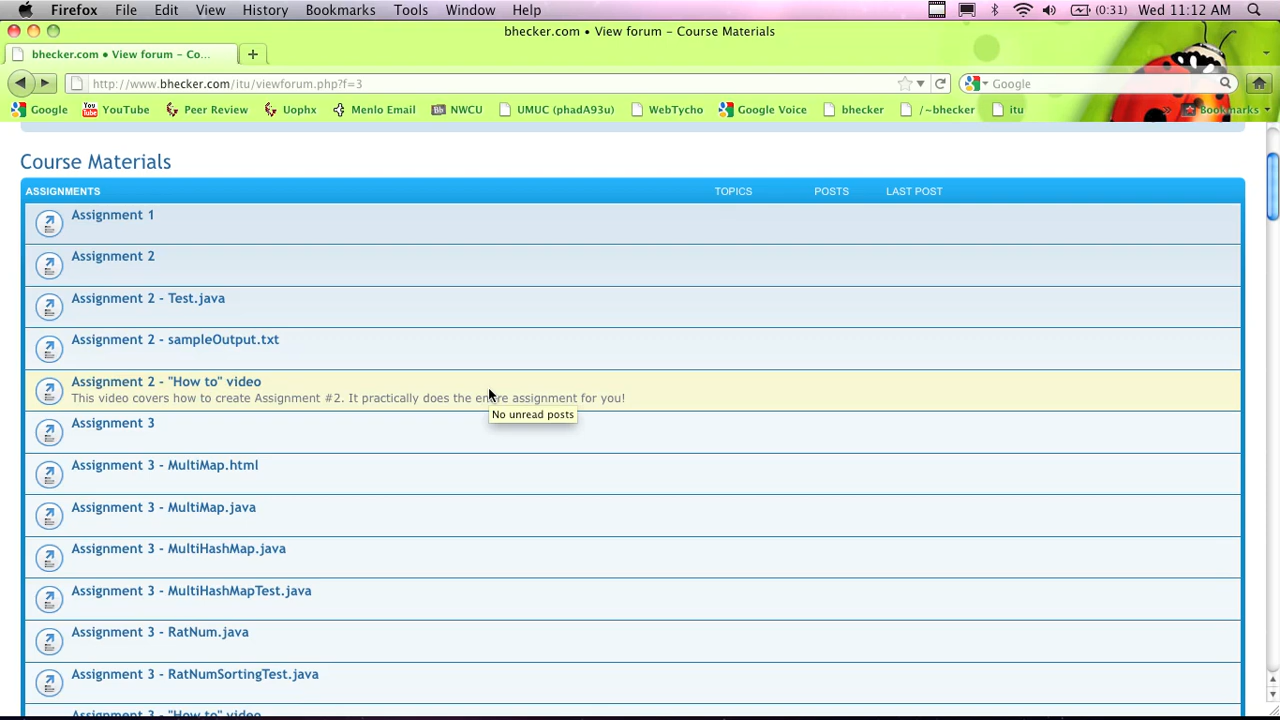 Firefox File Edit View History Bookmarks Tools Window Help (0:31) Wed 11:12 AM
bhecker.com • View forum – Course Materials
bhecker.com • View forum – Co... +
http://www.bhecker.com/itu/viewforum.php?f=3 Google
Google YouTube Peer Review Uophx Menlo Email NWCU UMUC (phadA93u) WebTycho Google Voice bhecker /~bhecker itu » Bookmarks
Course Materials
ASSIGNMENTS TOPICS POSTS LAST POST
Assignment 1
Assignment 2
Assignment 2 - Test.java
Assignment 2 - sampleOutput.txt
Assignment 2 - "How to" video
This video covers how to create Assignment #2. It practically does the entire assignment for you!
No unread posts
Assignment 3
Assignment 3 - MultiMap.html
Assignment 3 - MultiMap.java
Assignment 3 - MultiHashMap.java
Assignment 3 - MultiHashMapTest.java
Assignment 3 - RatNum.java
Assignment 3 - RatNumSortingTest.java
Assignment 3 - "How to" video